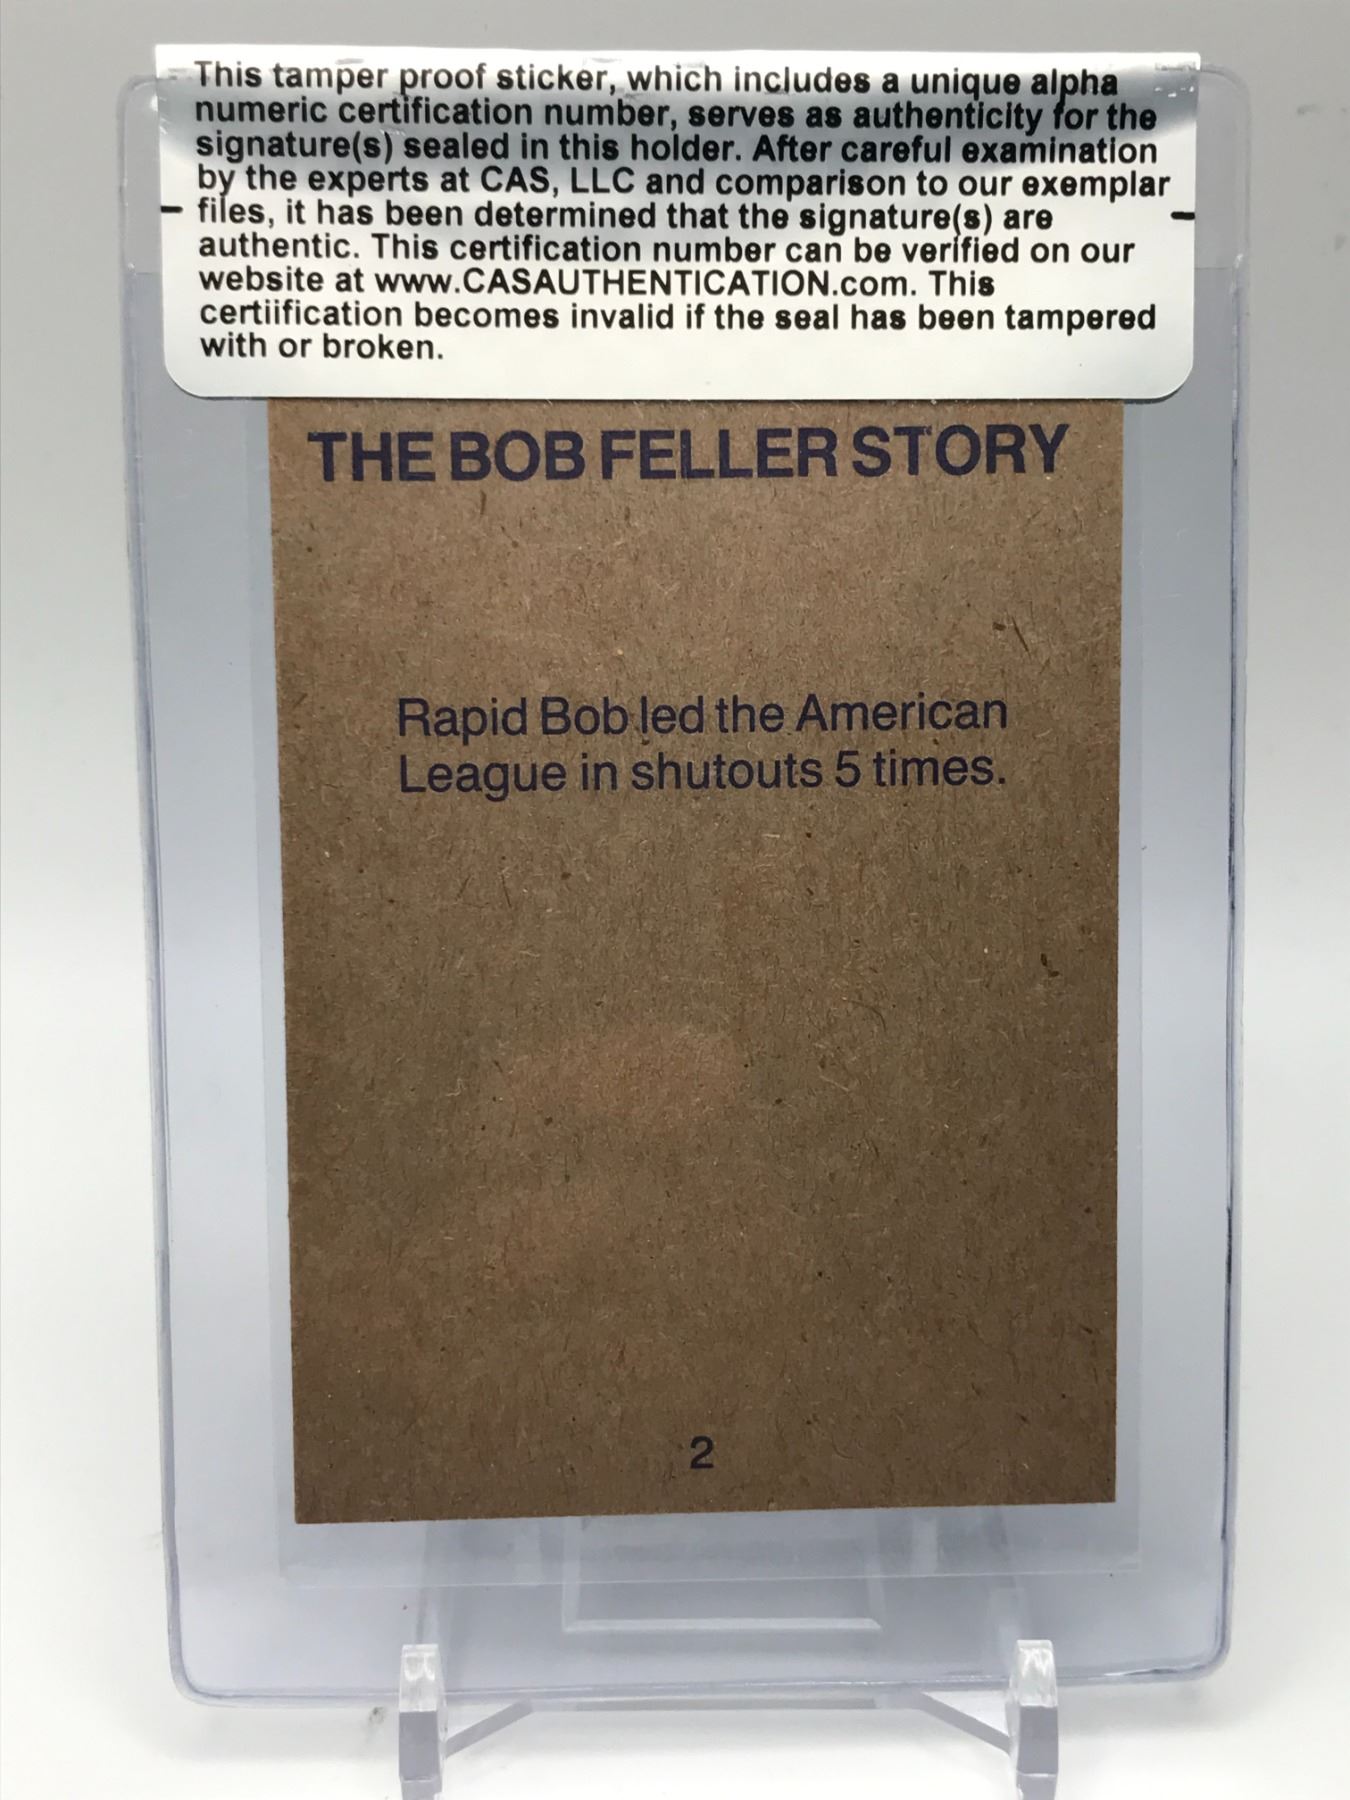 This tamper proof sticker, which includes a unique alpha
numeric certification number, serves as authenticity for the
signature(s) sealed in this holder. After careful examination
by the experts at CAS, LLC and comparison to our exemplar
files, it has been determined that the signature(s) are
authentic. This certification number can be verified on our
website at www.CASAUTHENTICATION.com. This
certiification becomes invalid if the seal has been tampered
with or broken.
THE BOB FELLER STORY
Rapid Bob led the American
League in shutouts 5 times.
2